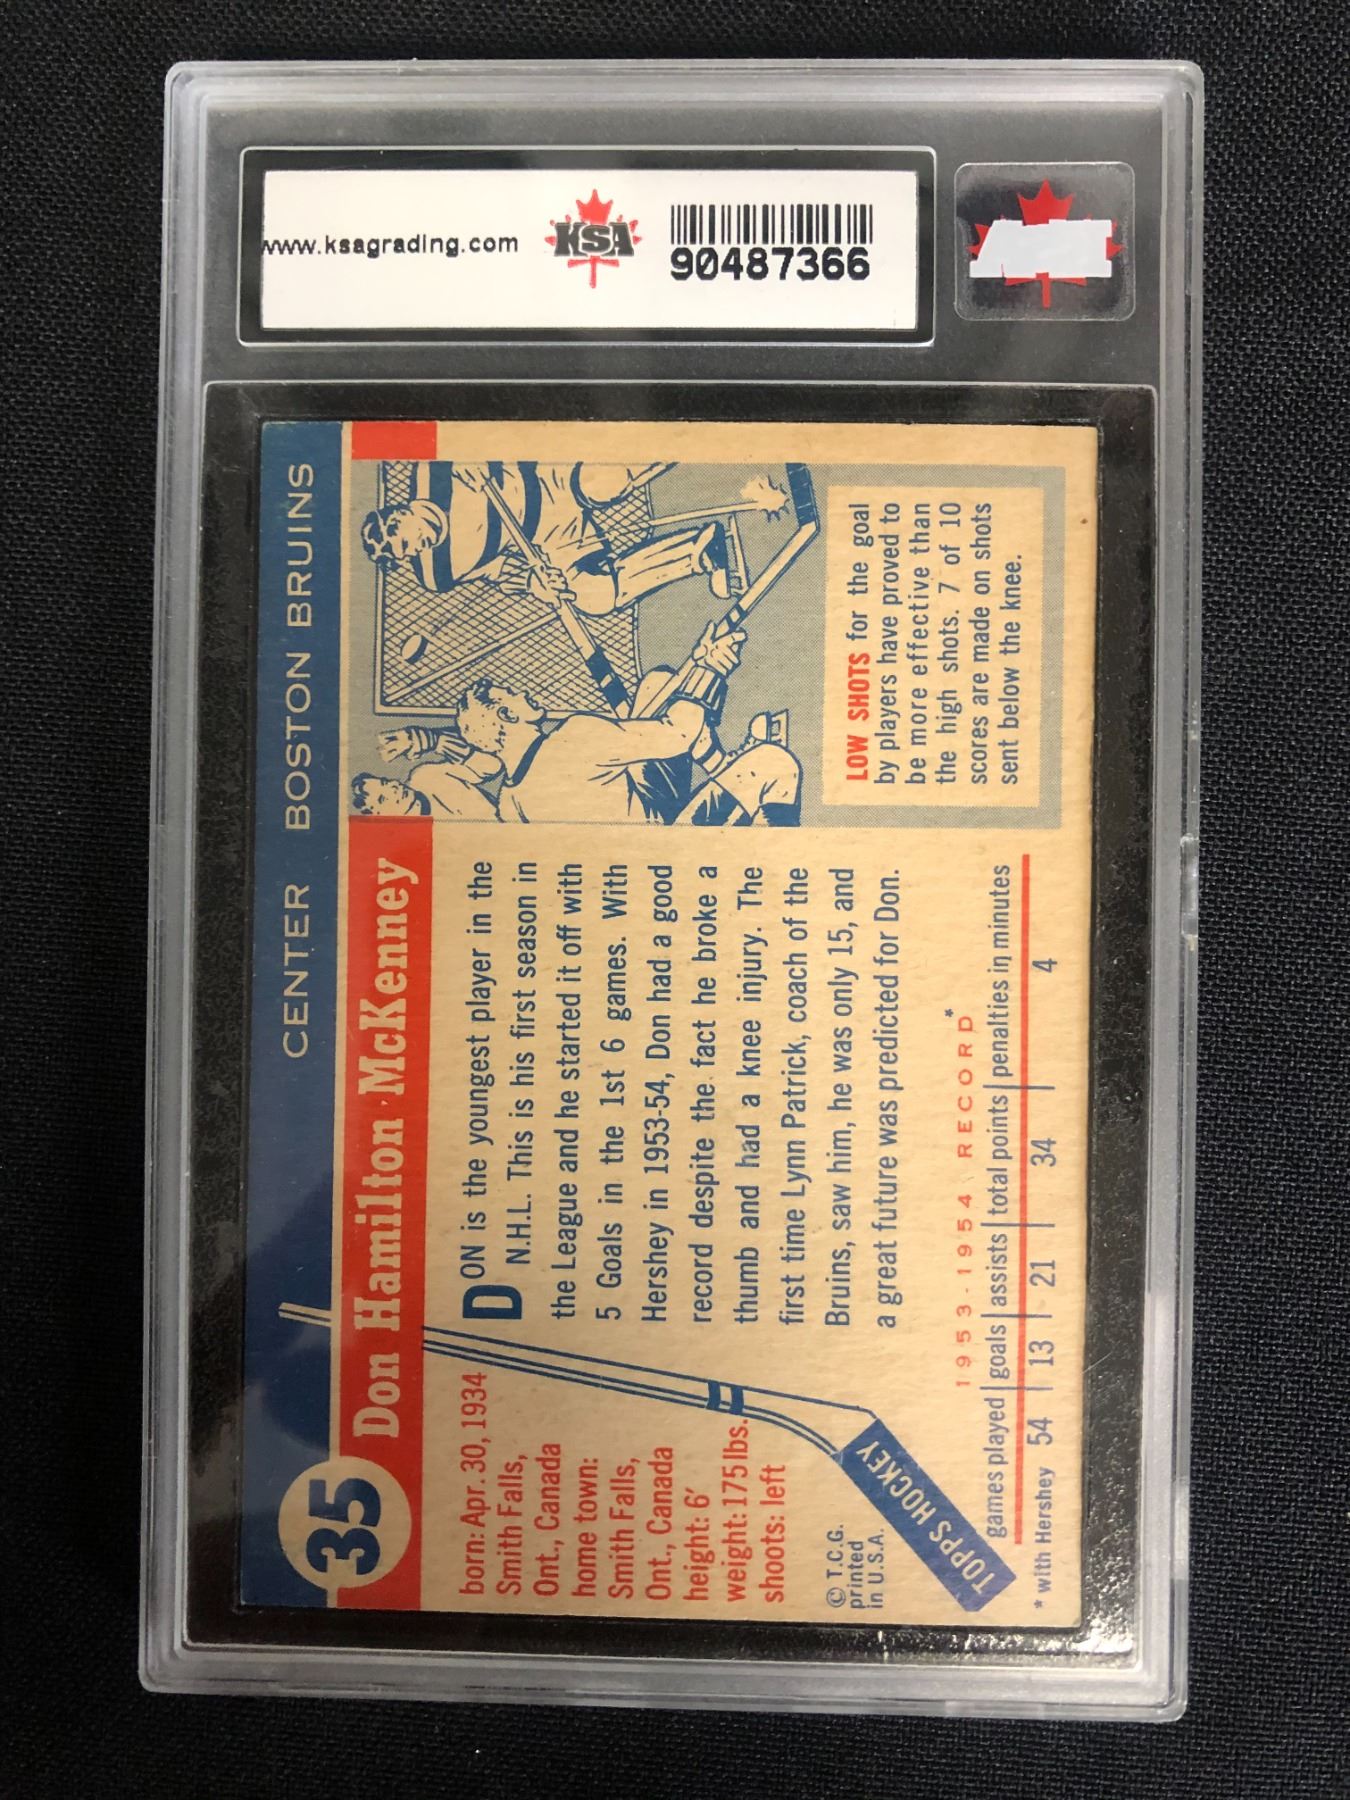 www.ksagrading.com
KSA
90487366
CENTER BOSTON BRUINS
35
Don Hamilton McKenney
born: Apr. 30, 1934
Smith Falls,
Ont., Canada
home town:
Smith Falls,
Ont., Canada
height: 6'
weight: 175 lbs.
shoots: left
© T.C.G.
printed
in U.S.A.
TOPPS HOCKEY
DON is the youngest player in the
N.H.L. This is his first season in
the League and he started it off with
5 Goals in the 1st 6 games. With
Hershey in 1953-54, Don had a good
record despite the fact he broke a
thumb and had a knee injury. The
first time Lynn Patrick, coach of the
Bruins, saw him, he was only 15, and
a great future was predicted for Don.
LOW SHOTS for the goal
by players have proved to
be more effective than
the high shots. 7 of 10
scores are made on shots
sent below the knee.
1953-1954 RECORD*
games played goals assists total points penalties in minutes
54 13 21 34 4
* with Hershey